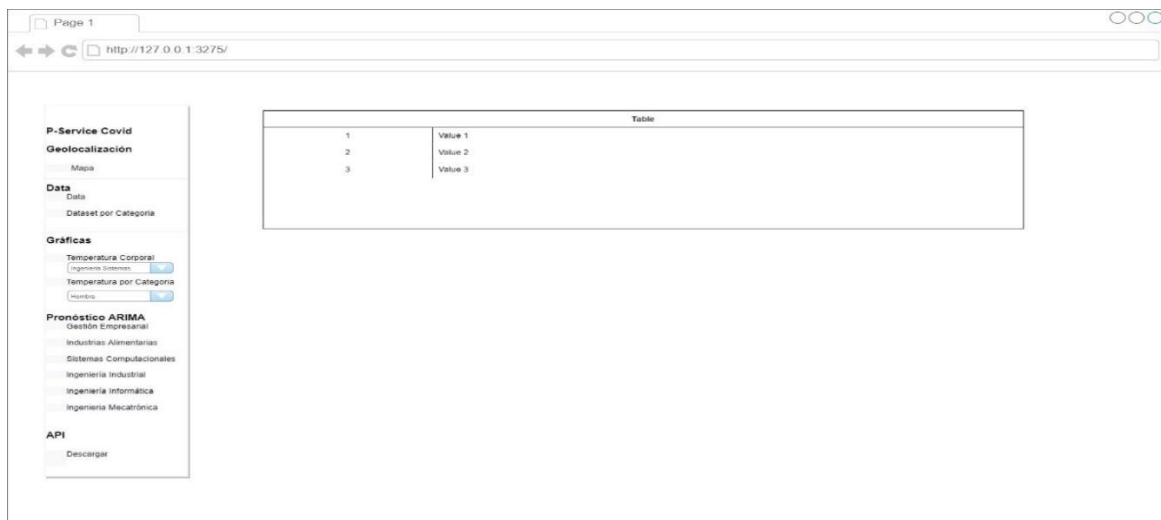 Page 1
http://127.0.0.1:3275/
P-Service Covid
Geolocalización
Mapa
Data
Data
Dataset por Categoria
Gráficas
Temperatura Corporal
Ingenieria Sistemas
Temperatura por Categoria
Hombre
Pronóstico ARIMA
Gestión Empresarial
Industrias Alimentarias
Sistemas Computacionales
Ingeniería Industrial
Ingeniería Informática
Ingenieria Mecatrónica
API
Descargar
Table
1 Value 1
2 Value 2
3 Value 3